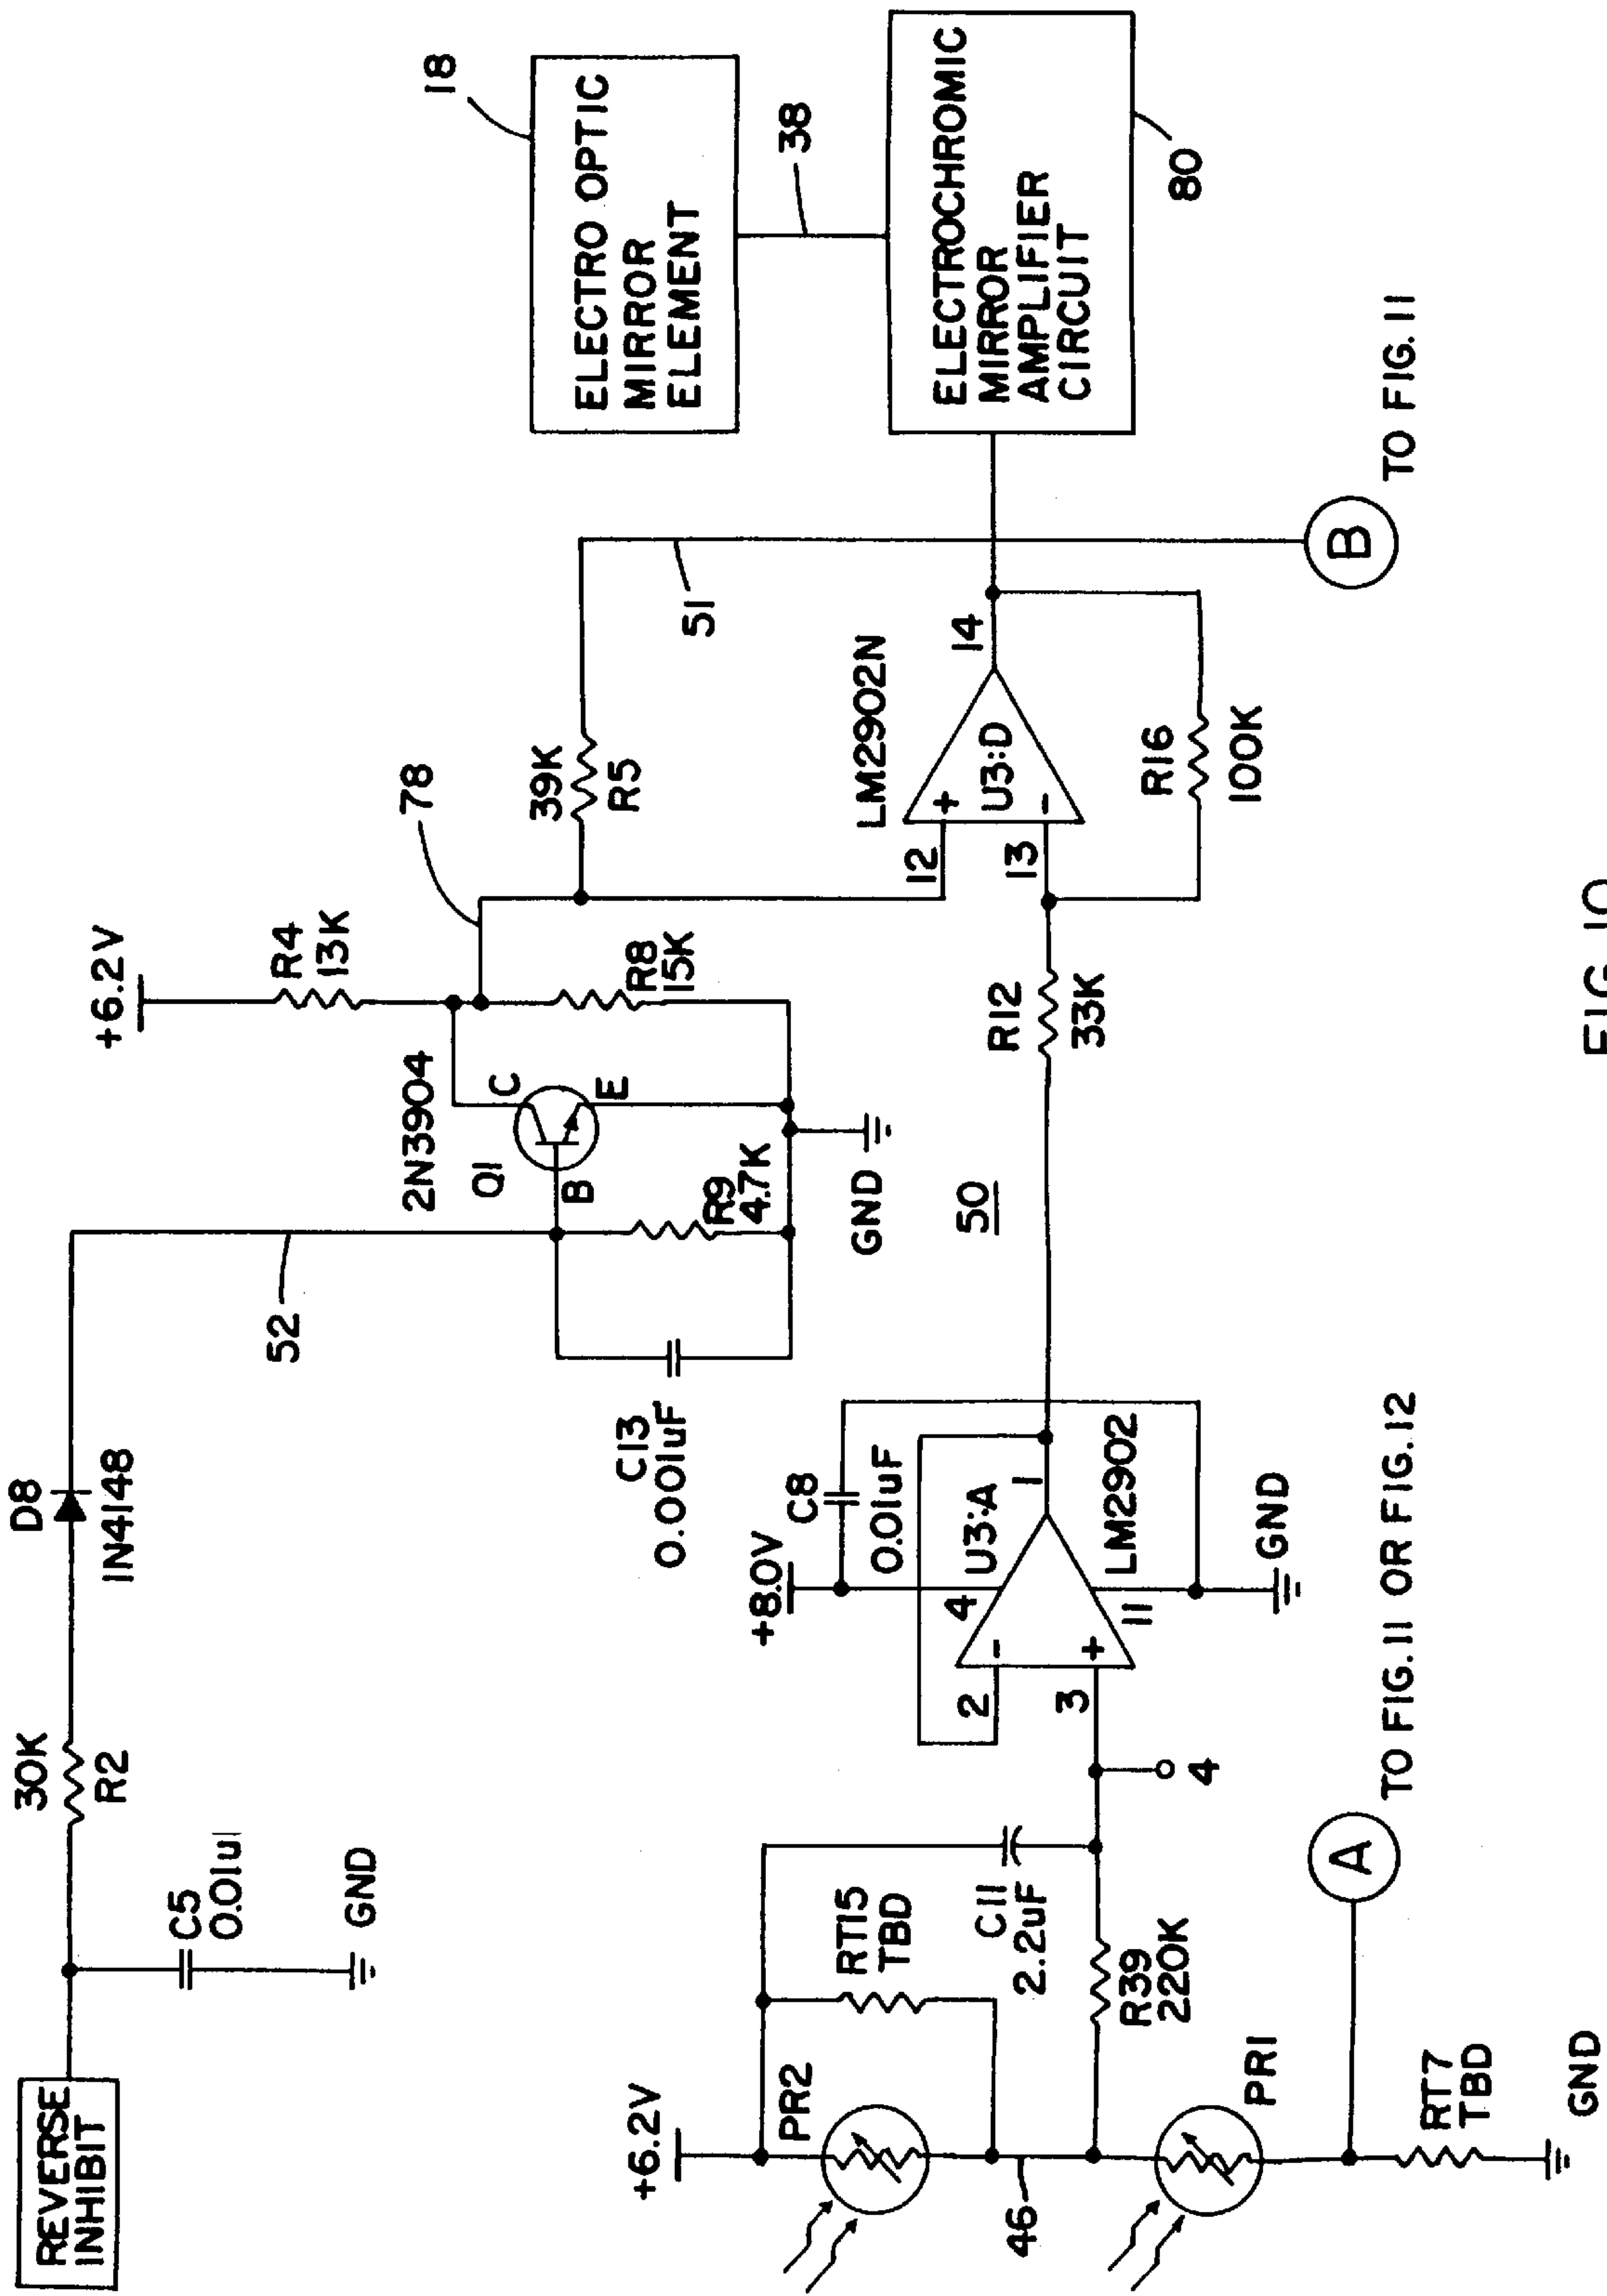 REVERSE
INHIBIT
C5
0.01u
GND
30K
R2
D8
1N4148
52
C13
0.001uF
R9
4.7K
GND
2N3904
Q1
B
C
E
+6.2V
R4
13K
R8
15K
78
39K
R5
51
ELECTRO OPTIC
MIRROR
ELEMENT
18
38
ELECTROCHROMIC
MIRROR
AMPLIFIER
CIRCUIT
80
+6.2V
PR2
RT15
TBD
C11
2.2uF
46
R39
220K
PR1
A
TO FIG. 11 OR FIG. 12
RT7
TBD
GND
4
+8.0V
C8
0.01uF
2
-
3
+
4
11
U3:A
1
LM2902
GND
50
R12
33K
LM2902N
12
+
13
-
U3:D
14
R16
100K
B
TO FIG. 11